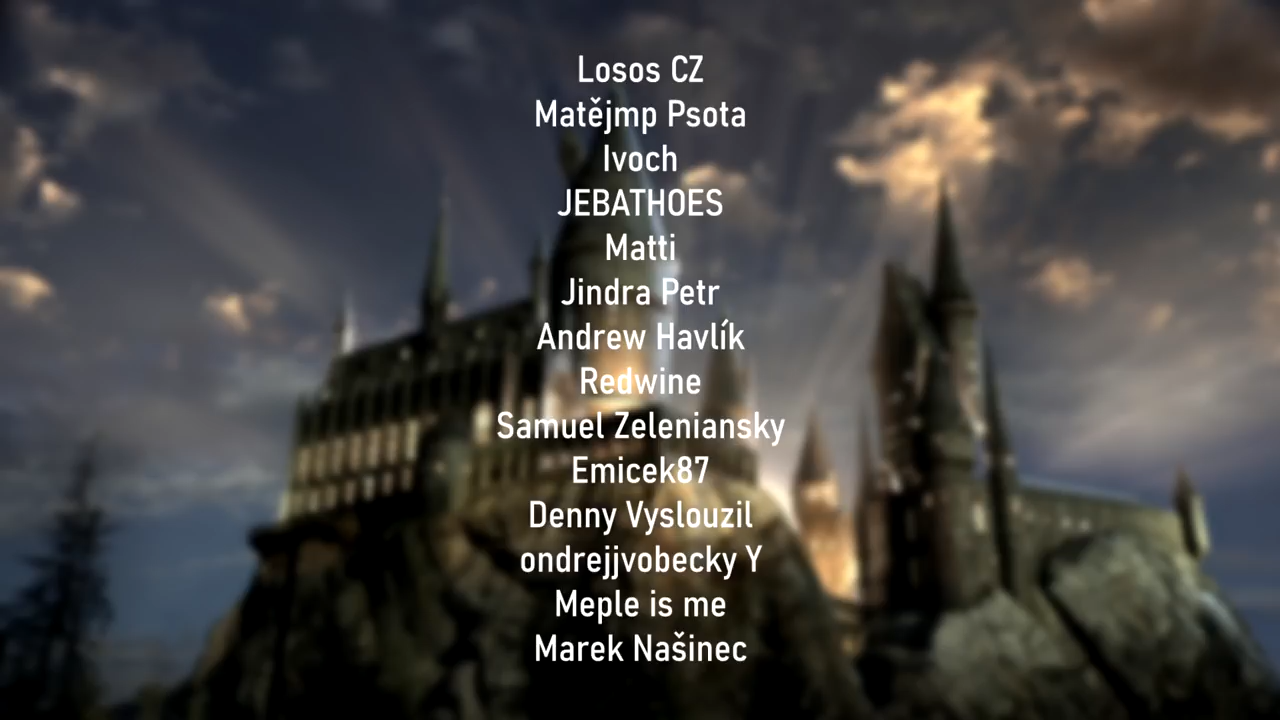 Losos CZ
Matějmp Psota
Ivoch
JEBATHOES
Matti
Jindra Petr
Andrew Havlík
Redwine
Samuel Zeleniansky
Emicek87
Denny Vyslouzil
ondrejjvobecky Y
Meple is me
Marek Našinec